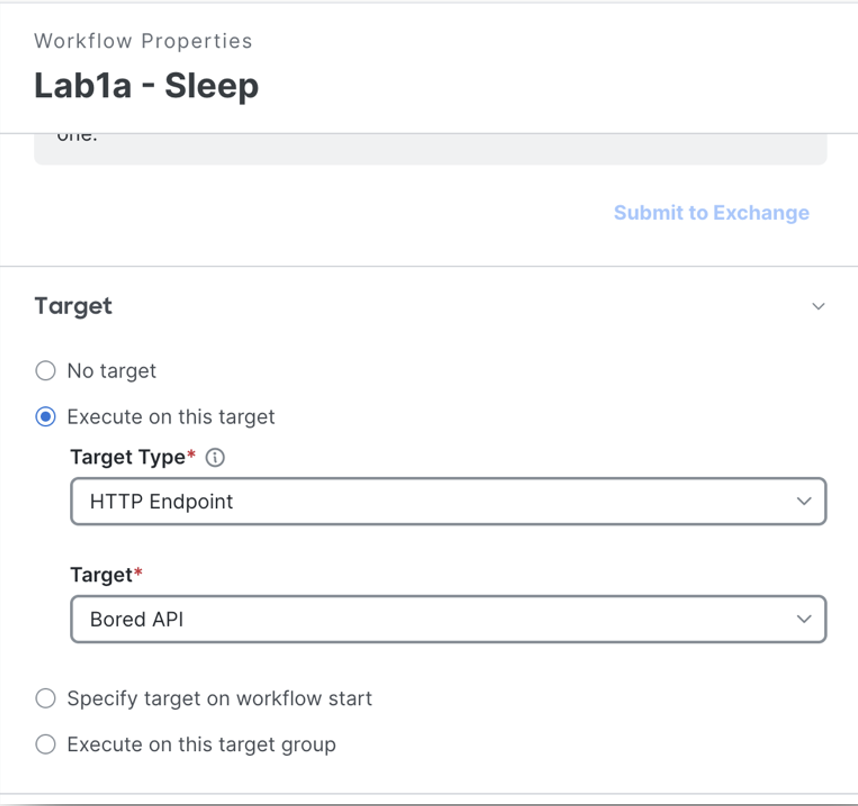 Workflow Properties
Lab1a - Sleep
one.
Submit to Exchange
Target
No target
Execute on this target
Target Type*
HTTP Endpoint
Target*
Bored API
Specify target on workflow start
Execute on this target group